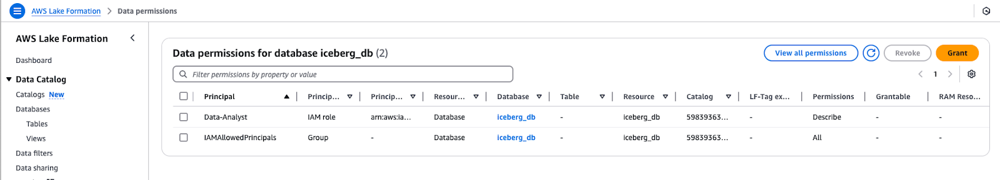 AWS Lake Formation > Data permissions
AWS Lake Formation
Dashboard
Data Catalog
Catalogs New
Databases
Tables
Views
Data filters
Data sharing
Data permissions for database iceberg_db (2)
View all permissions
Revoke
Grant
Filter permissions by property or value
1
Principal Princip... Princip... Resour... Database Table Resource Catalog LF-Tag ex... Permissions Grantable RAM Reso...
Data-Analyst IAM role arn:aws:ia... Database iceberg_db - iceberg_db 59839363... - Describe - -
IAMAllowedPrincipals Group - Database iceberg_db - iceberg_db 59839363... - All - -